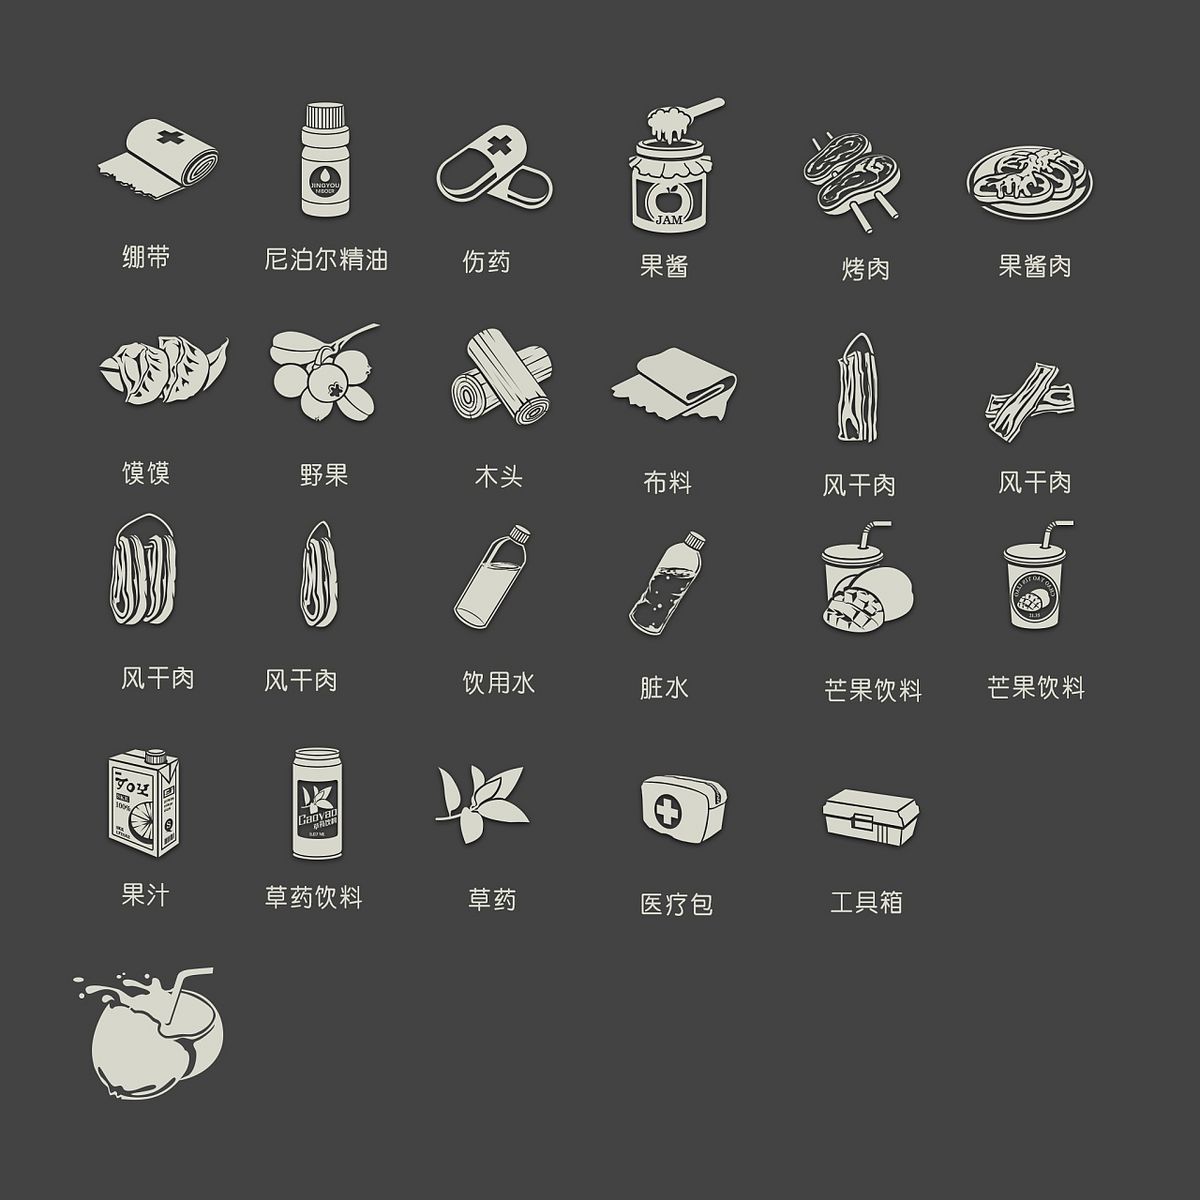 JINGYOU
JAM
绷带 尼泊尔精油 伤药 果酱 烤肉 果酱肉
馍馍 野果 木头 布料 风干肉 风干肉
风干肉 风干肉 饮用水 脏水 芒果饮料 芒果饮料
100%
Caoyao
草药饮料
果汁 草药饮料 草药 医疗包 工具箱